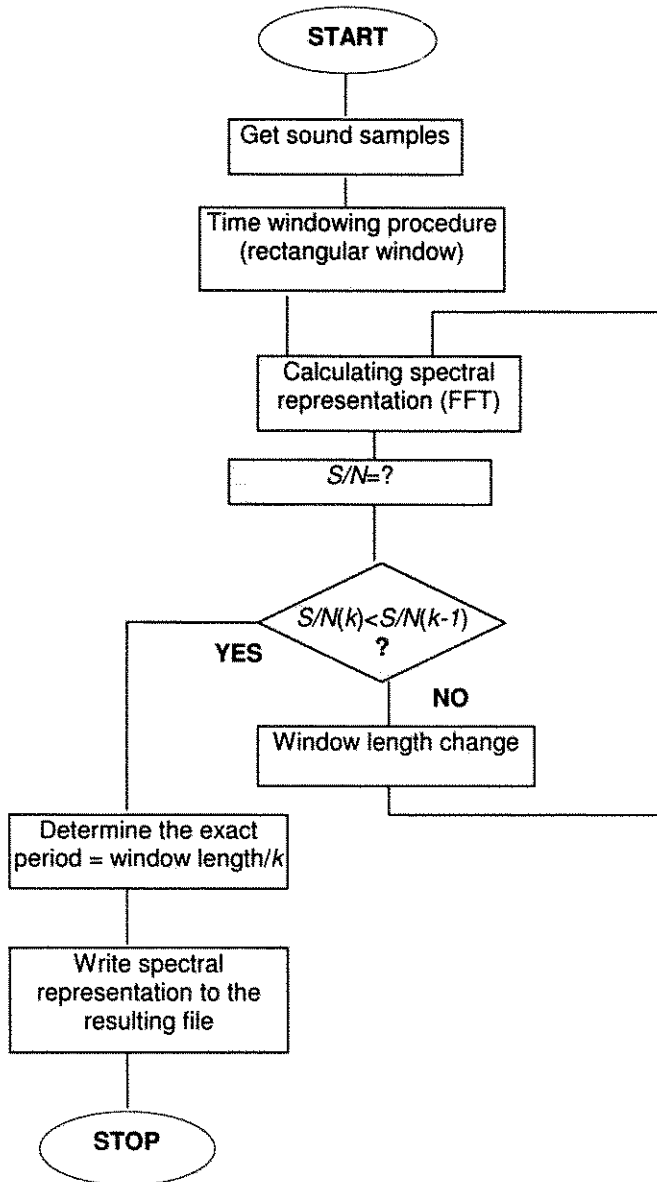 START
Get sound samples
Time windowing procedure
(rectangular window)
Calculating spectral
representation (FFT)
S/N=?
S/N(k)<S/N(k-1)
?
YES
NO
Window length change
Determine the exact
period = window length/k
Write spectral
representation to the
resulting file
STOP